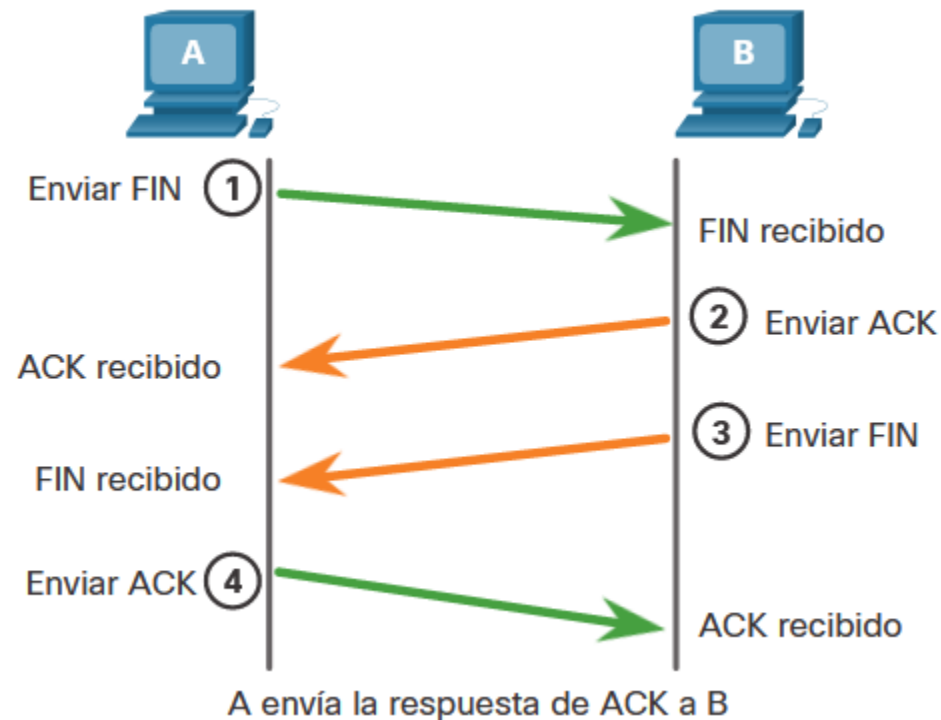 A
B
Enviar FIN 1
FIN recibido
2 Enviar ACK
ACK recibido
3 Enviar FIN
FIN recibido
Enviar ACK 4
ACK recibido
A envía la respuesta de ACK a B